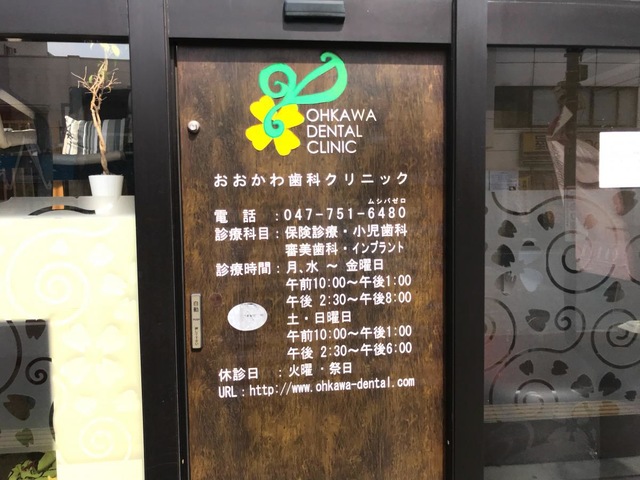 OHKAWA
DENTAL
CLINIC
おおかわ歯科クリニック
ムシバゼロ
電 話 :047-751-6480
診療科目:保険診療・小児歯科
審美歯科・インプラント
診療時間:月、水 ～ 金曜日
午前10:00～午後1:00
午後 2:30～午後8:00
土・日曜日
午前10:00～午後1:00
午後 2:30～午後6:00
休診日 :火曜・祭日
URL:http://www.ohkawa-dental.com
自動